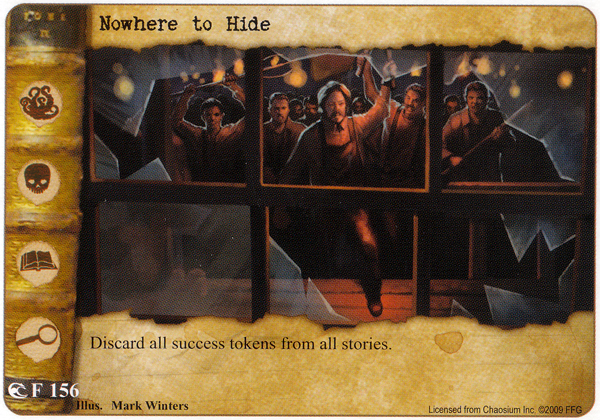 Nowhere to Hide
Discard all success tokens from all stories.
F 156
Illus. Mark Winters
Licensed from Chaosium Inc. ©2009 FFG